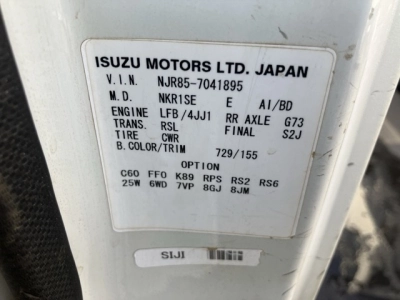 ISUZU MOTORS LTD. JAPAN
V. I. N. NJR85-7041895
M. D. NKR1SE E AI/BD
ENGINE LFB /4JJ1 RR AXLE G73
TRANS. RSL FINAL S2J
TIRE CWR
B. COLOR/TRIM 729/155
OPTION
C60 FF0 K89 RPS RS2 RS6
25W 6WD 7VP 8GJ 8JM
S1J1